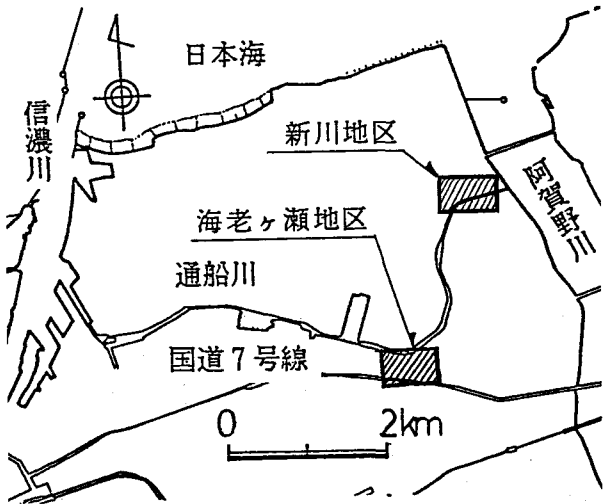 日本海
信濃川
新川地区
阿賀野川
海老ヶ瀬地区
通船川
国道7号線
0 2km